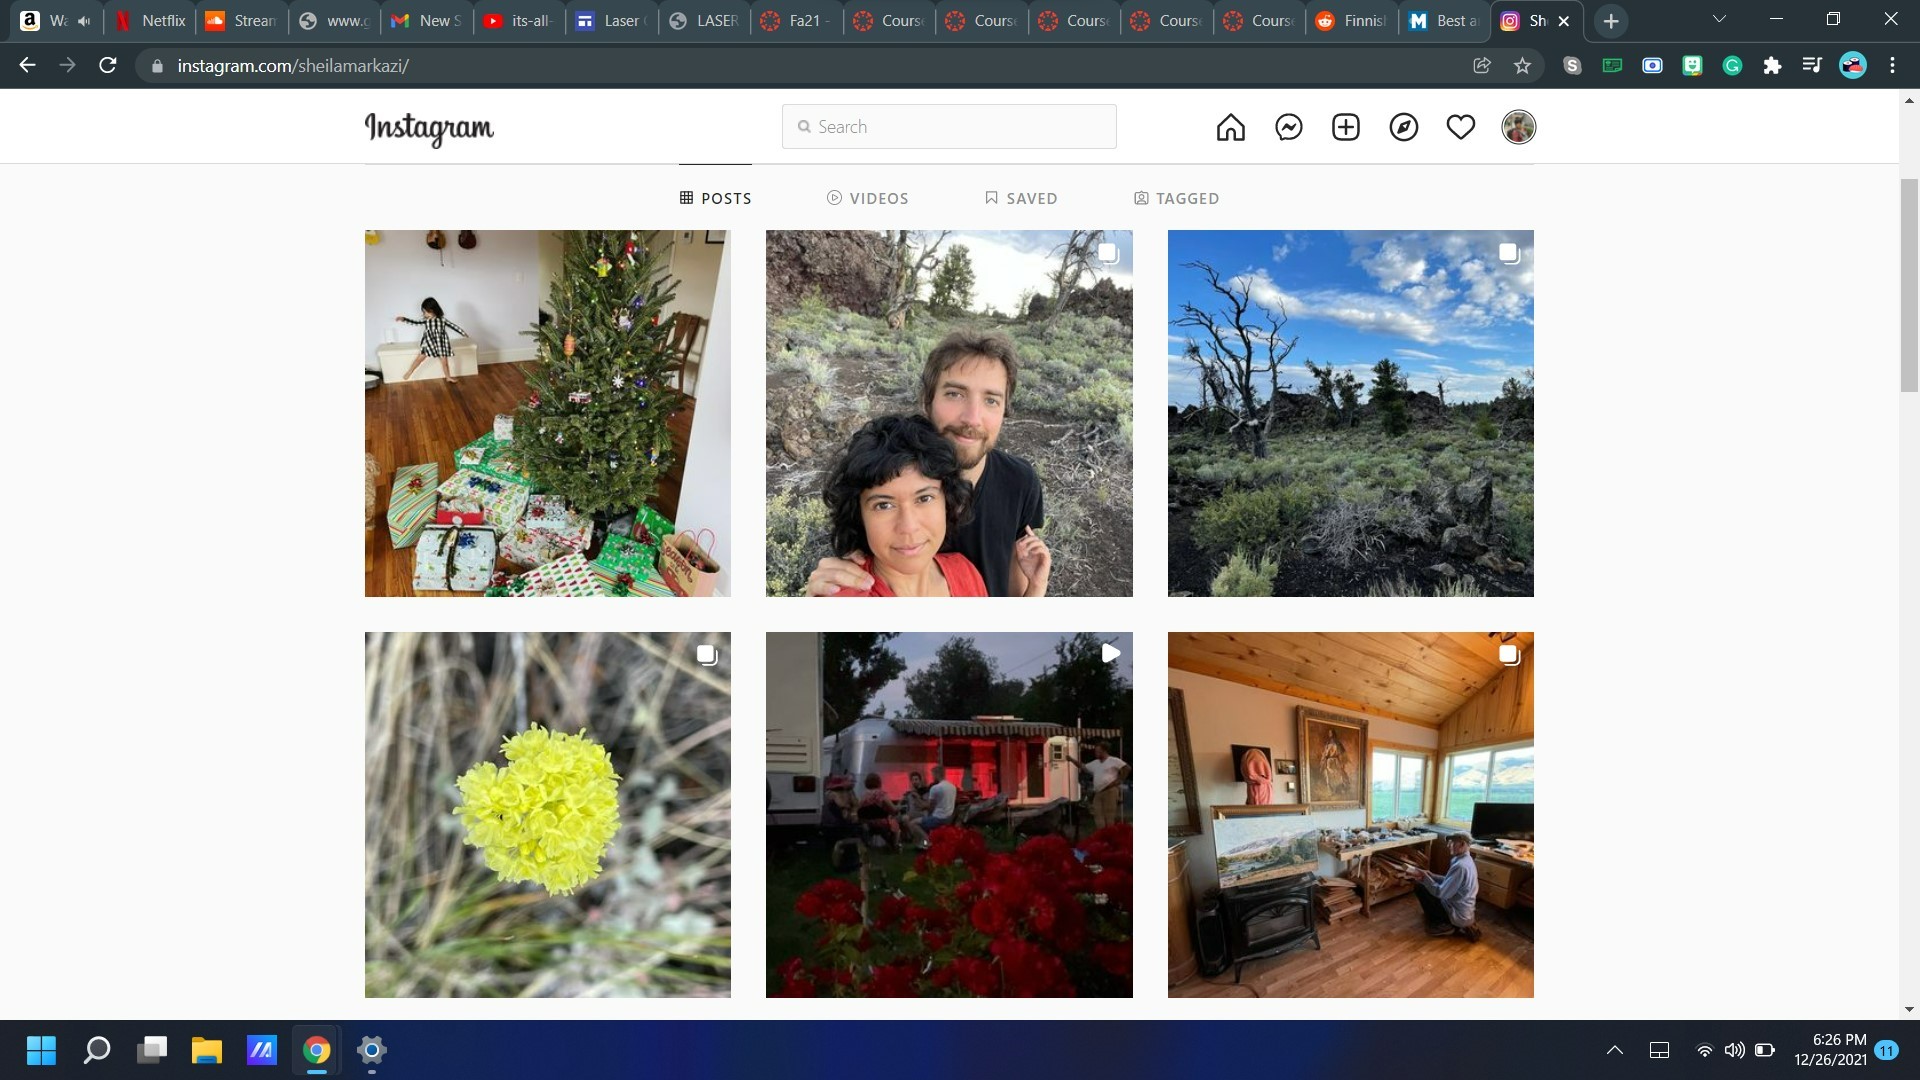 Wa
Netflix
Stream
www.g
New S
its-all-
Laser
LASER
Fa21 -
Course
Course
Course
Course
Course
Finnish
Best a
She
instagram.com/sheilamarkazi/
Instagram
Search
POSTS
VIDEOS
SAVED
TAGGED
6:26 PM
12/26/2021
11